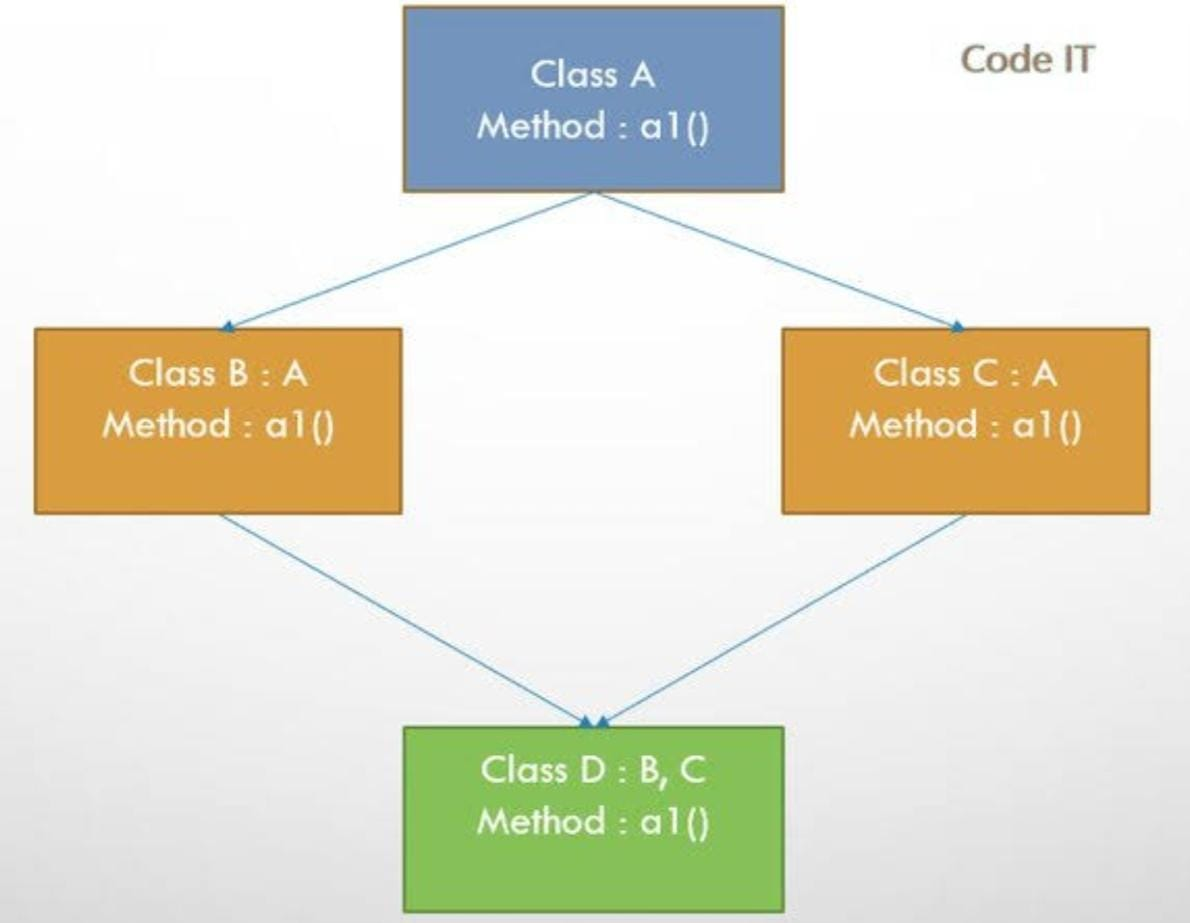 Code IT
Class A
Method : a1()
Class B : A
Method : a1()
Class C : A
Method : a1()
Class D : B, C
Method : a1()